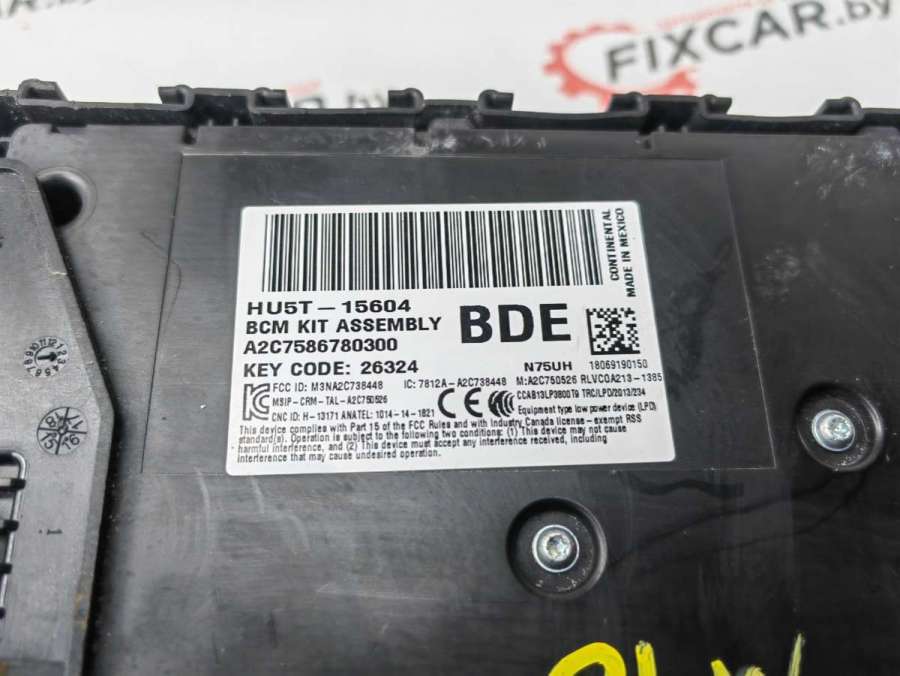 FIXCAR.by
CONTINENTAL
MADE IN MEXICO
HU5T-15604
BCM KIT ASSEMBLY
A2C7586780300
BDE
KEY CODE: 26324
N75UH
18069190150
FCC ID: M3NA2C738448 IC: 7812A-A2C738448 M:A2C750526 RLVCOA213-1385
MSIP-CRM-TAL-A2C750526
CCAB13LP3800T9 TRC/LPD/2013/234
CNC ID: H-13171 ANATEL: 1014-14-1821
CE
Equipment type low power device (LPD)
This device complies with Part 15 of the FCC Rules and with Industry Canada license-exempt RSS
standard(s). Operation is subject to the following two conditions: (1) This device may not cause
harmful interference, and (2) This device must accept any interference received, including
interference that may cause undesired operation.
1